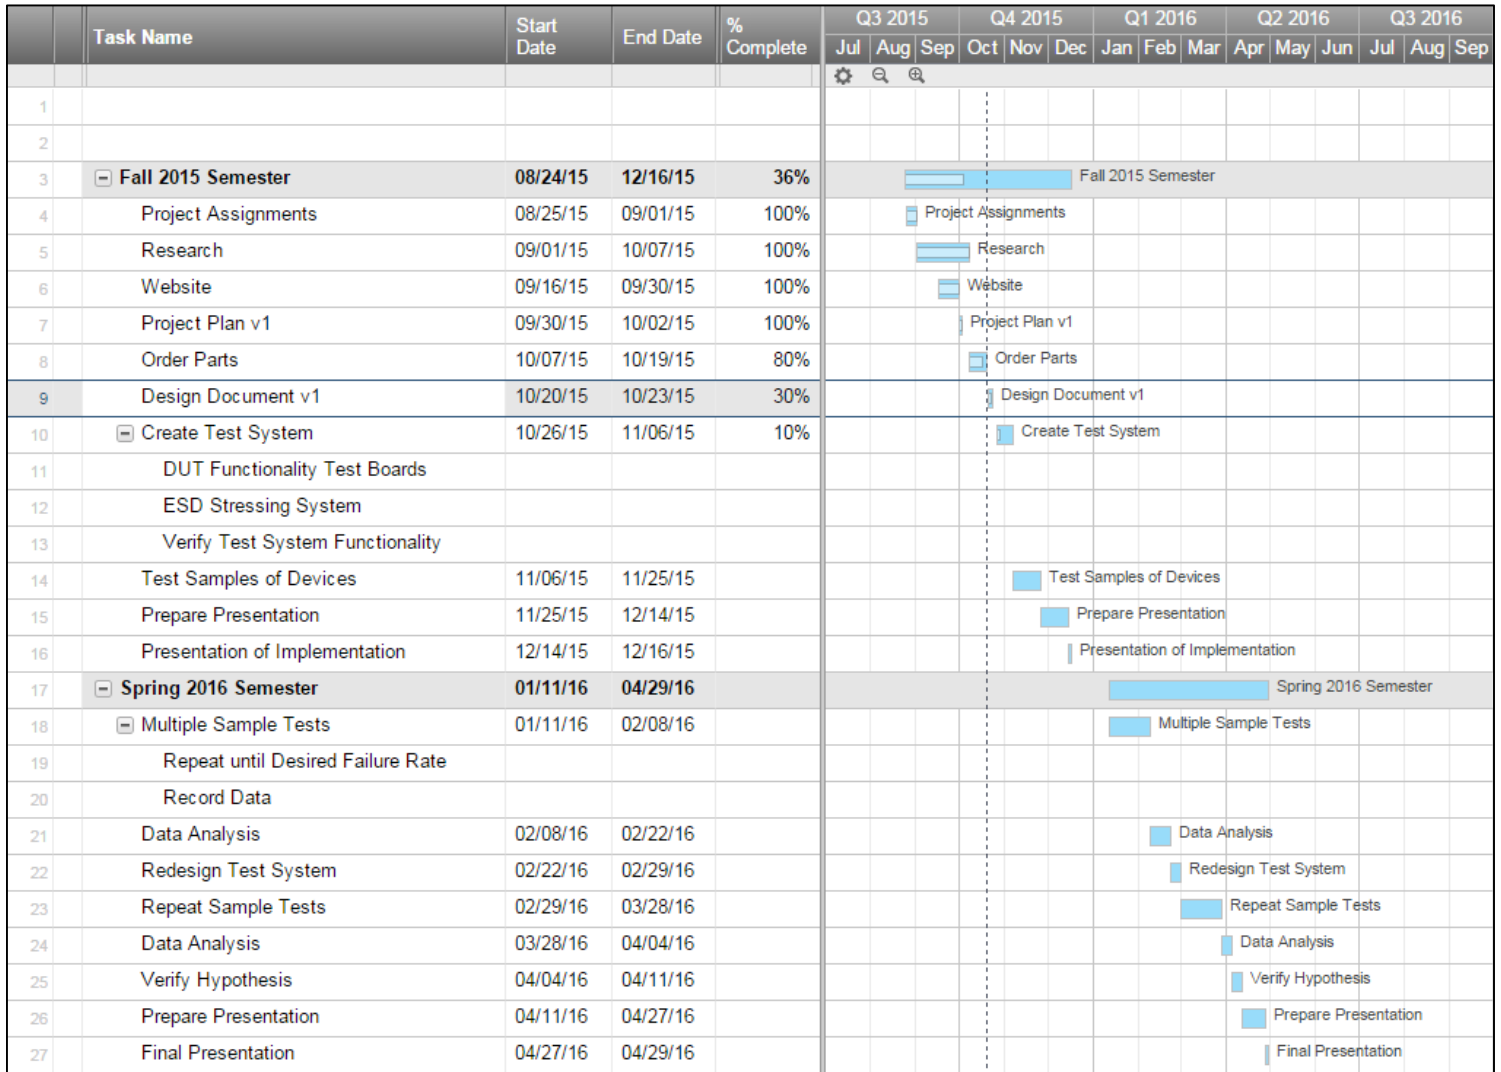 Task Name Start Date End Date % Complete Q3 2015 Q4 2015 Q1 2016 Q2 2016 Q3 2016
Jul Aug Sep Oct Nov Dec Jan Feb Mar Apr May Jun Jul Aug Sep
1
2
3 Fall 2015 Semester 08/24/15 12/16/15 36% Fall 2015 Semester
4 Project Assignments 08/25/15 09/01/15 100% Project Assignments
5 Research 09/01/15 10/07/15 100% Research
6 Website 09/16/15 09/30/15 100% Website
7 Project Plan v1 09/30/15 10/02/15 100% Project Plan v1
8 Order Parts 10/07/15 10/19/15 80% Order Parts
9 Design Document v1 10/20/15 10/23/15 30% Design Document v1
10 Create Test System 10/26/15 11/06/15 10% Create Test System
11 DUT Functionality Test Boards
12 ESD Stressing System
13 Verify Test System Functionality
14 Test Samples of Devices 11/06/15 11/25/15 Test Samples of Devices
15 Prepare Presentation 11/25/15 12/14/15 Prepare Presentation
16 Presentation of Implementation 12/14/15 12/16/15 Presentation of Implementation
17 Spring 2016 Semester 01/11/16 04/29/16 Spring 2016 Semester
18 Multiple Sample Tests 01/11/16 02/08/16 Multiple Sample Tests
19 Repeat until Desired Failure Rate
20 Record Data
21 Data Analysis 02/08/16 02/22/16 Data Analysis
22 Redesign Test System 02/22/16 02/29/16 Redesign Test System
23 Repeat Sample Tests 02/29/16 03/28/16 Repeat Sample Tests
24 Data Analysis 03/28/16 04/04/16 Data Analysis
25 Verify Hypothesis 04/04/16 04/11/16 Verify Hypothesis
26 Prepare Presentation 04/11/16 04/27/16 Prepare Presentation
27 Final Presentation 04/27/16 04/29/16 Final Presentation